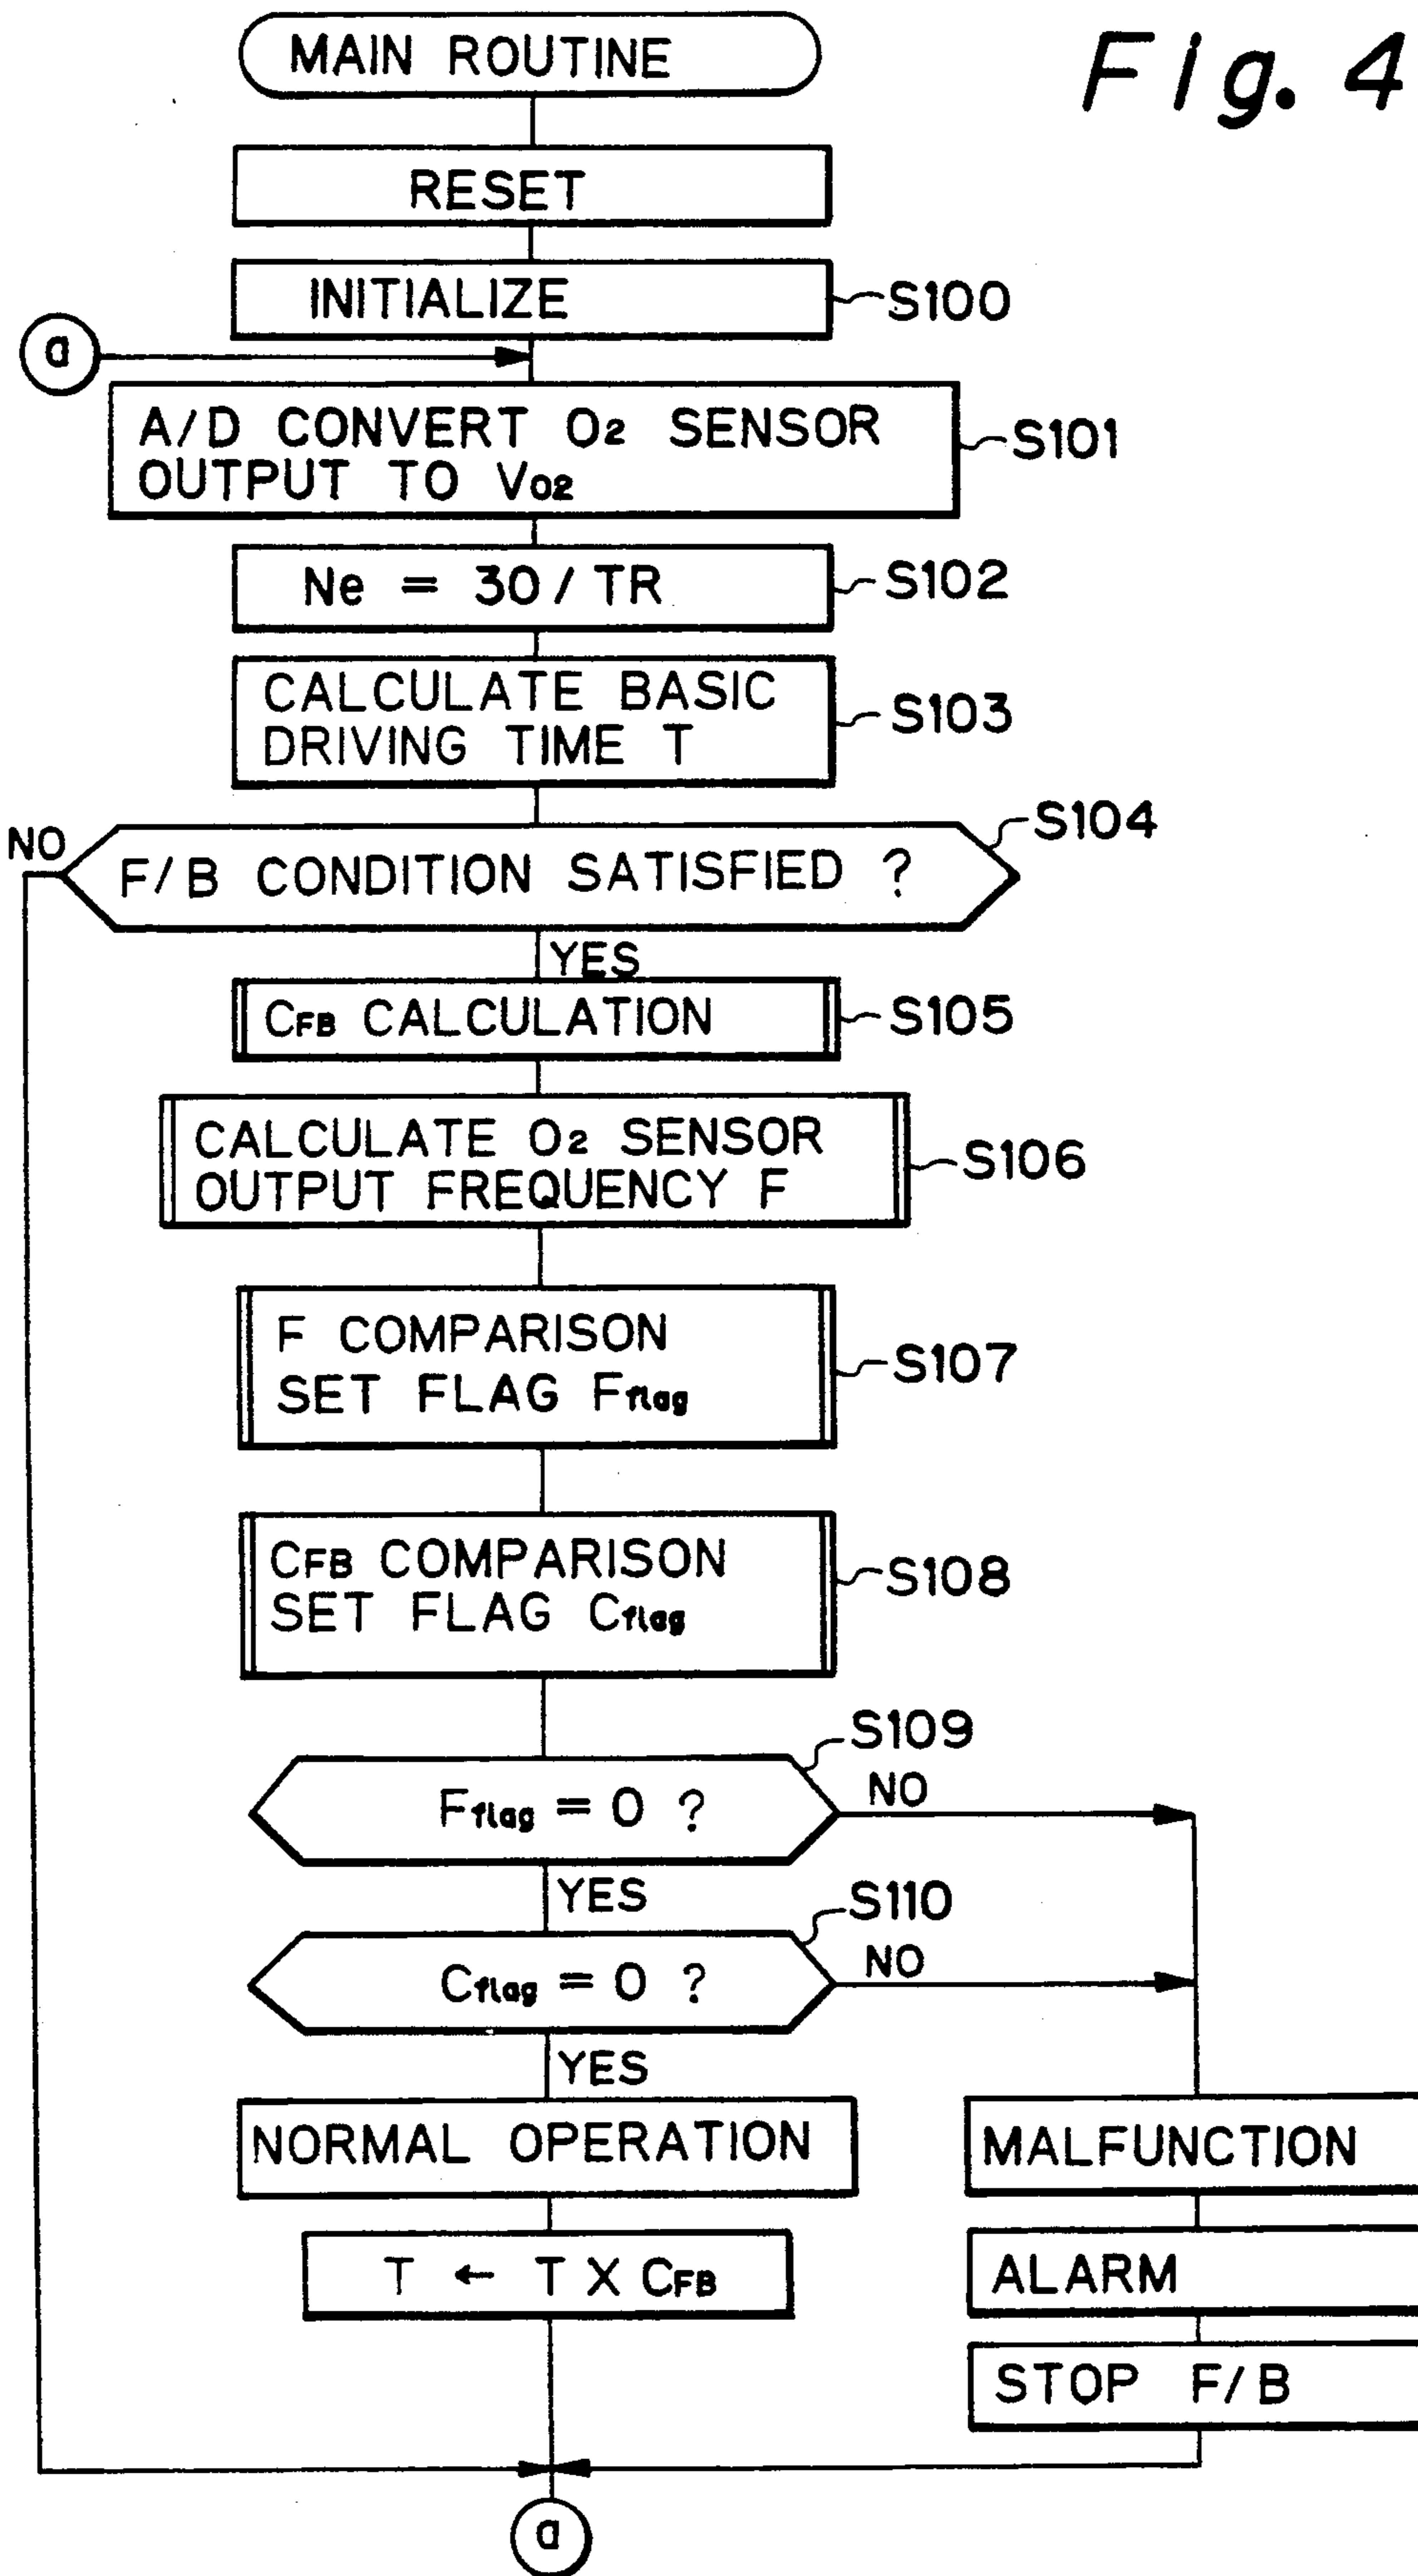 Fig. 4
MAIN ROUTINE
RESET
INITIALIZE
S100
a
A/D CONVERT O2 SENSOR
OUTPUT TO VO2
S101
Ne = 30 / TR
S102
CALCULATE BASIC
DRIVING TIME T
S103
S104
NO
F/B CONDITION SATISFIED ?
YES
CFB CALCULATION
S105
CALCULATE O2 SENSOR
OUTPUT FREQUENCY F
S106
F COMPARISON
SET FLAG Fflag
S107
CFB COMPARISON
SET FLAG Cflag
S108
S109
Fflag = 0 ?
NO
YES
S110
Cflag = 0 ?
NO
YES
NORMAL OPERATION
MALFUNCTION
T ← T X CFB
ALARM
STOP F/B
a